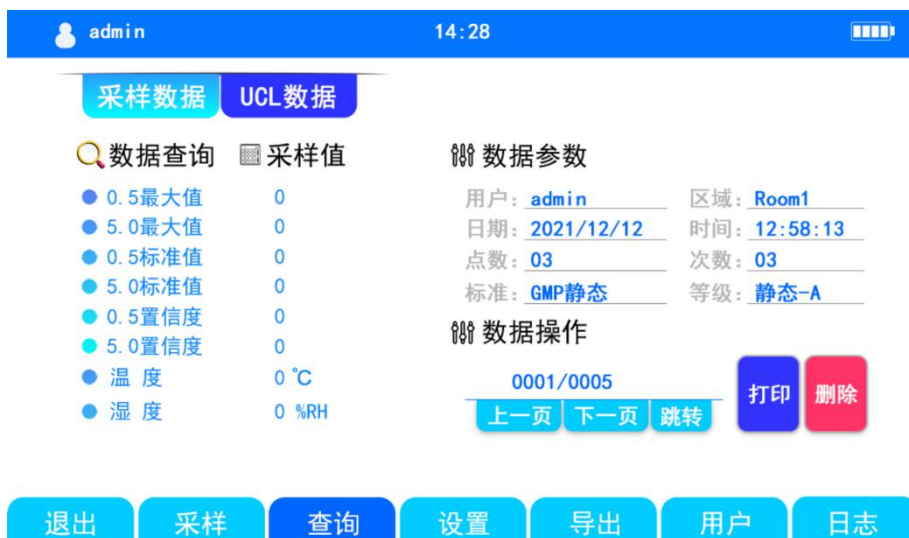 admin 14:28
采样数据 UCL数据
数据查询 采样值
0.5最大值 0
5.0最大值 0
0.5标准值 0
5.0标准值 0
0.5置信度 0
5.0置信度 0
温 度 0 ℃
湿 度 0 %RH
数据参数
用户: admin 区域: Room1
日期: 2021/12/12 时间: 12:58:13
点数: 03 次数: 03
标准: GMP静态 等级: 静态-A
数据操作
0001/0005
上一页 下一页 跳转 打印 删除
退出 采样 查询 设置 导出 用户 日志